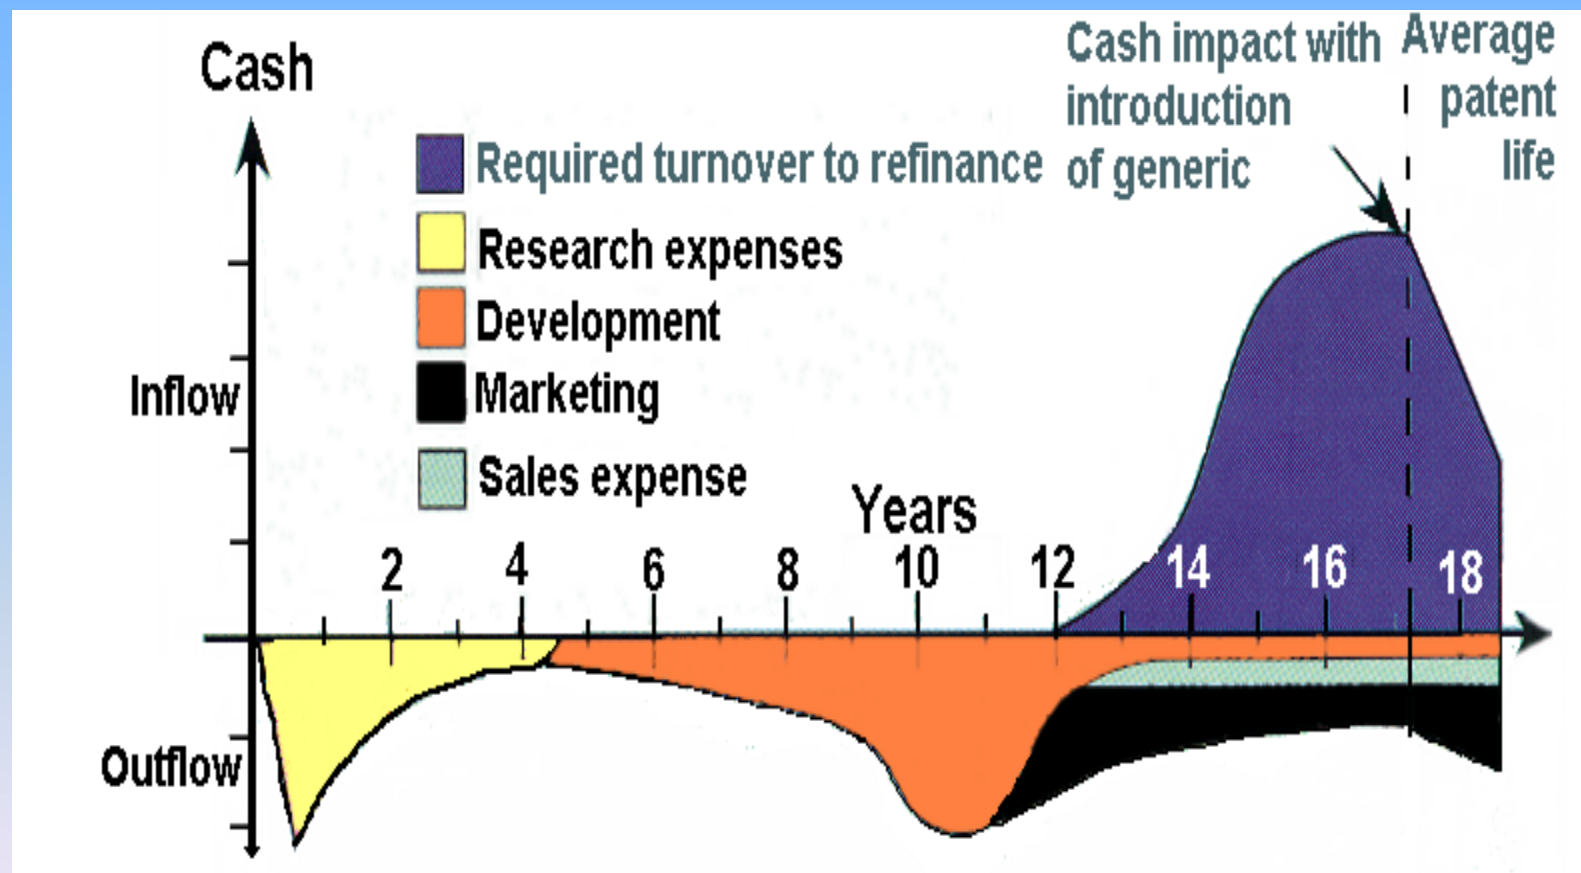 Cash
Cash impact with
introduction
of generic
Average
patent
life
Required turnover to refinance
Research expenses
Development
Marketing
Sales expense
Inflow
Outflow
Years
2 4 6 8 10 12 14 16 18